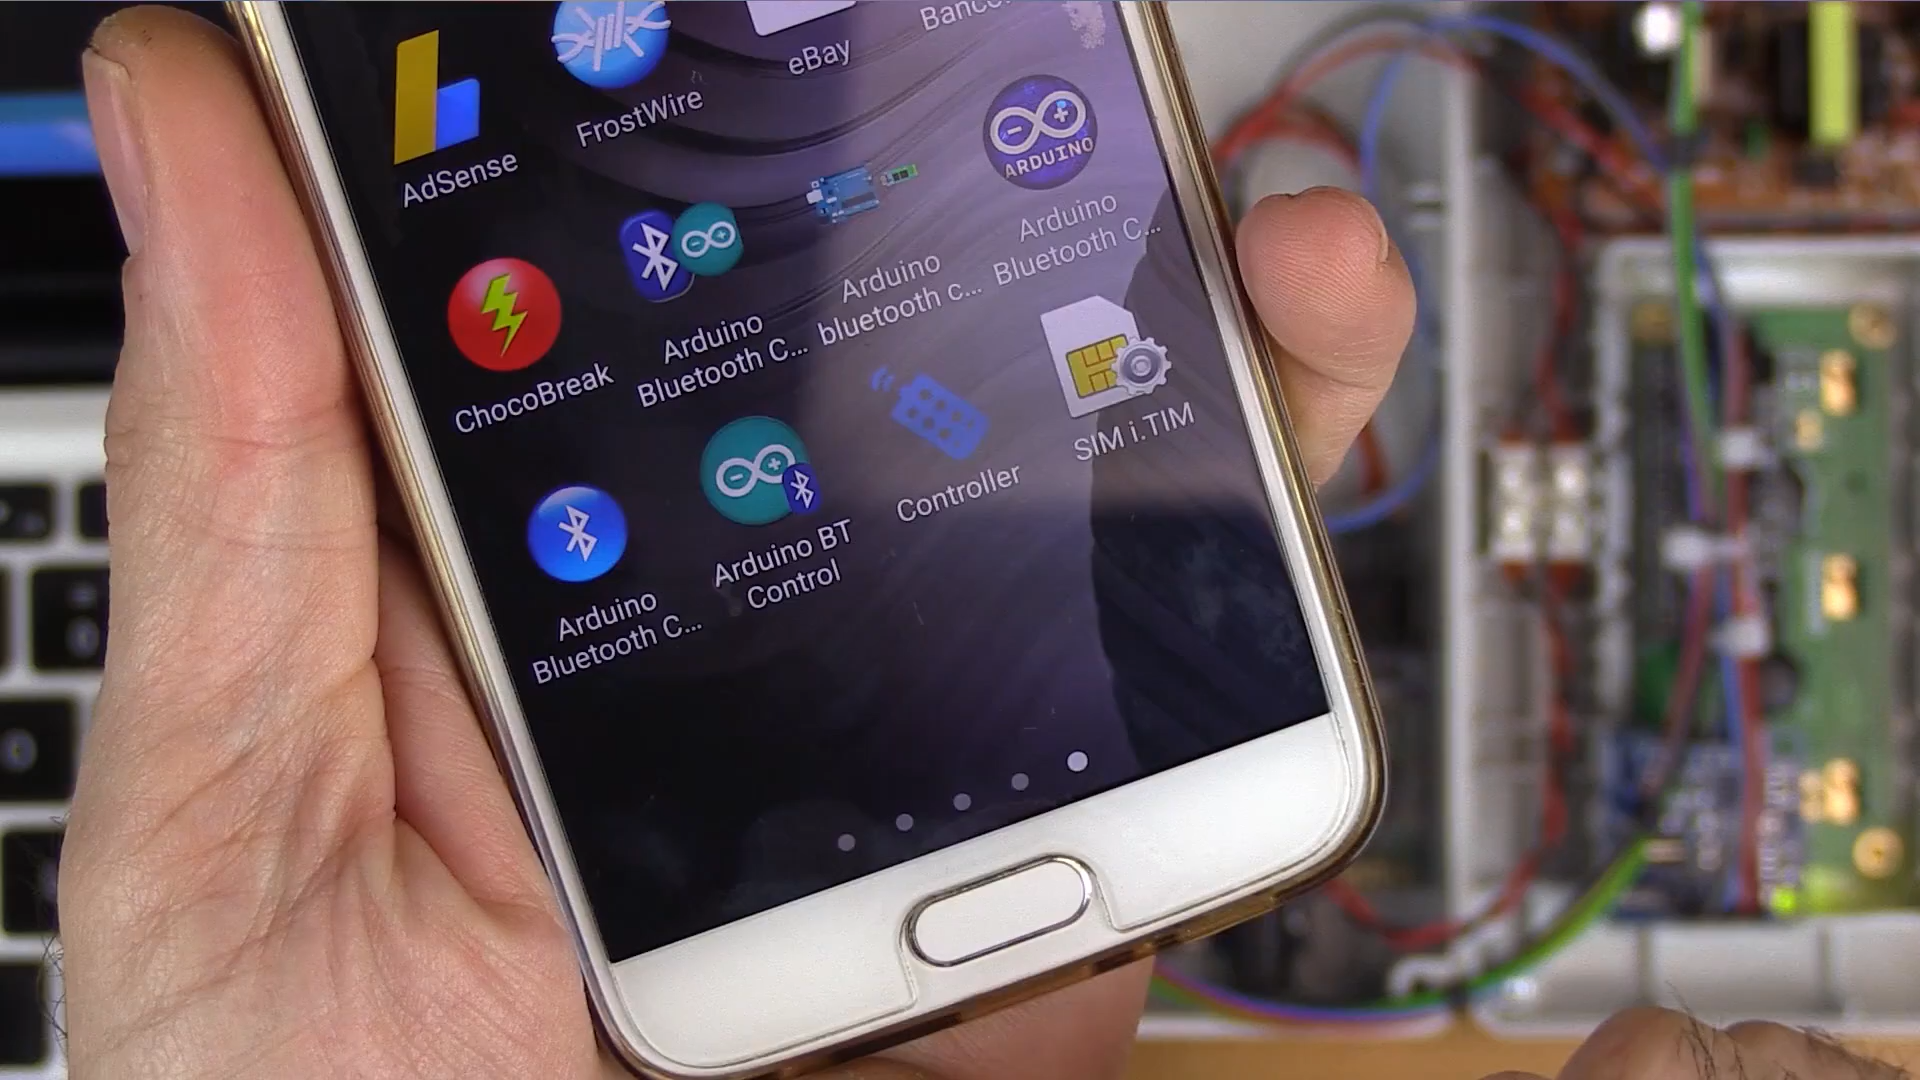 eBay
FrostWire
AdSense
ARDUINO
Arduino
Bluetooth C...
Arduino
bluetooth c...
Arduino
Bluetooth C...
ChocoBreak
SIM i.TIM
Controller
Arduino BT
Control
Arduino
Bluetooth C...